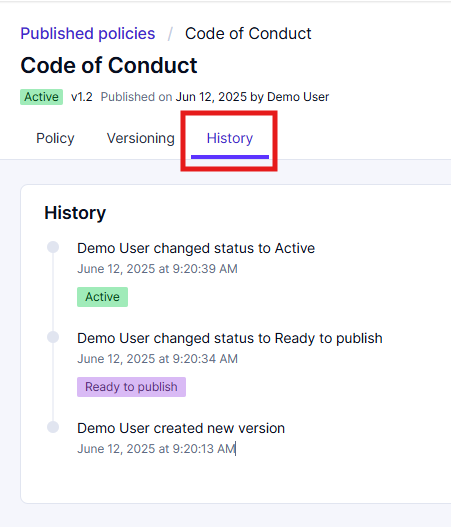 Published policies / Code of Conduct
Code of Conduct
Active v1.2 Published on Jun 12, 2025 by Demo User
Policy Versioning History
History
Demo User changed status to Active
June 12, 2025 at 9:20:39 AM
Active
Demo User changed status to Ready to publish
June 12, 2025 at 9:20:34 AM
Ready to publish
Demo User created new version
June 12, 2025 at 9:20:13 AM